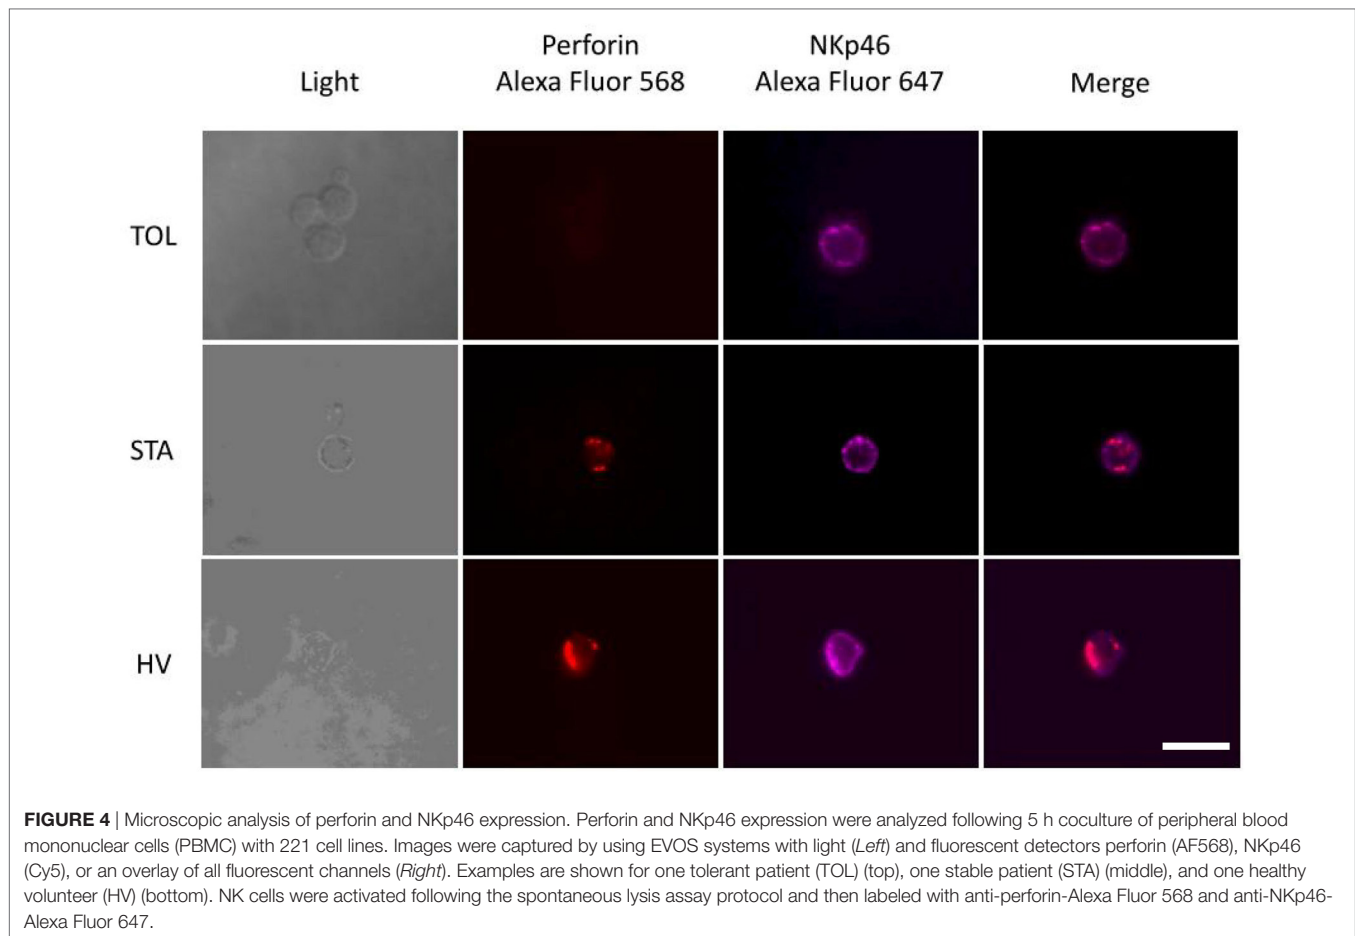 Light
Perforin
Alexa Fluor 568
NKp46
Alexa Fluor 647
Merge
TOL
STA
HV
FIGURE 4 | Microscopic analysis of perforin and NKp46 expression. Perforin and NKp46 expression were analyzed following 5 h coculture of peripheral blood
mononuclear cells (PBMC) with 221 cell lines. Images were captured by using EVOS systems with light (Left) and fluorescent detectors perforin (AF568), NKp46
(Cy5), or an overlay of all fluorescent channels (Right). Examples are shown for one tolerant patient (TOL) (top), one stable patient (STA) (middle), and one healthy
volunteer (HV) (bottom). NK cells were activated following the spontaneous lysis assay protocol and then labeled with anti-perforin-Alexa Fluor 568 and anti-NKp46-
Alexa Fluor 647.